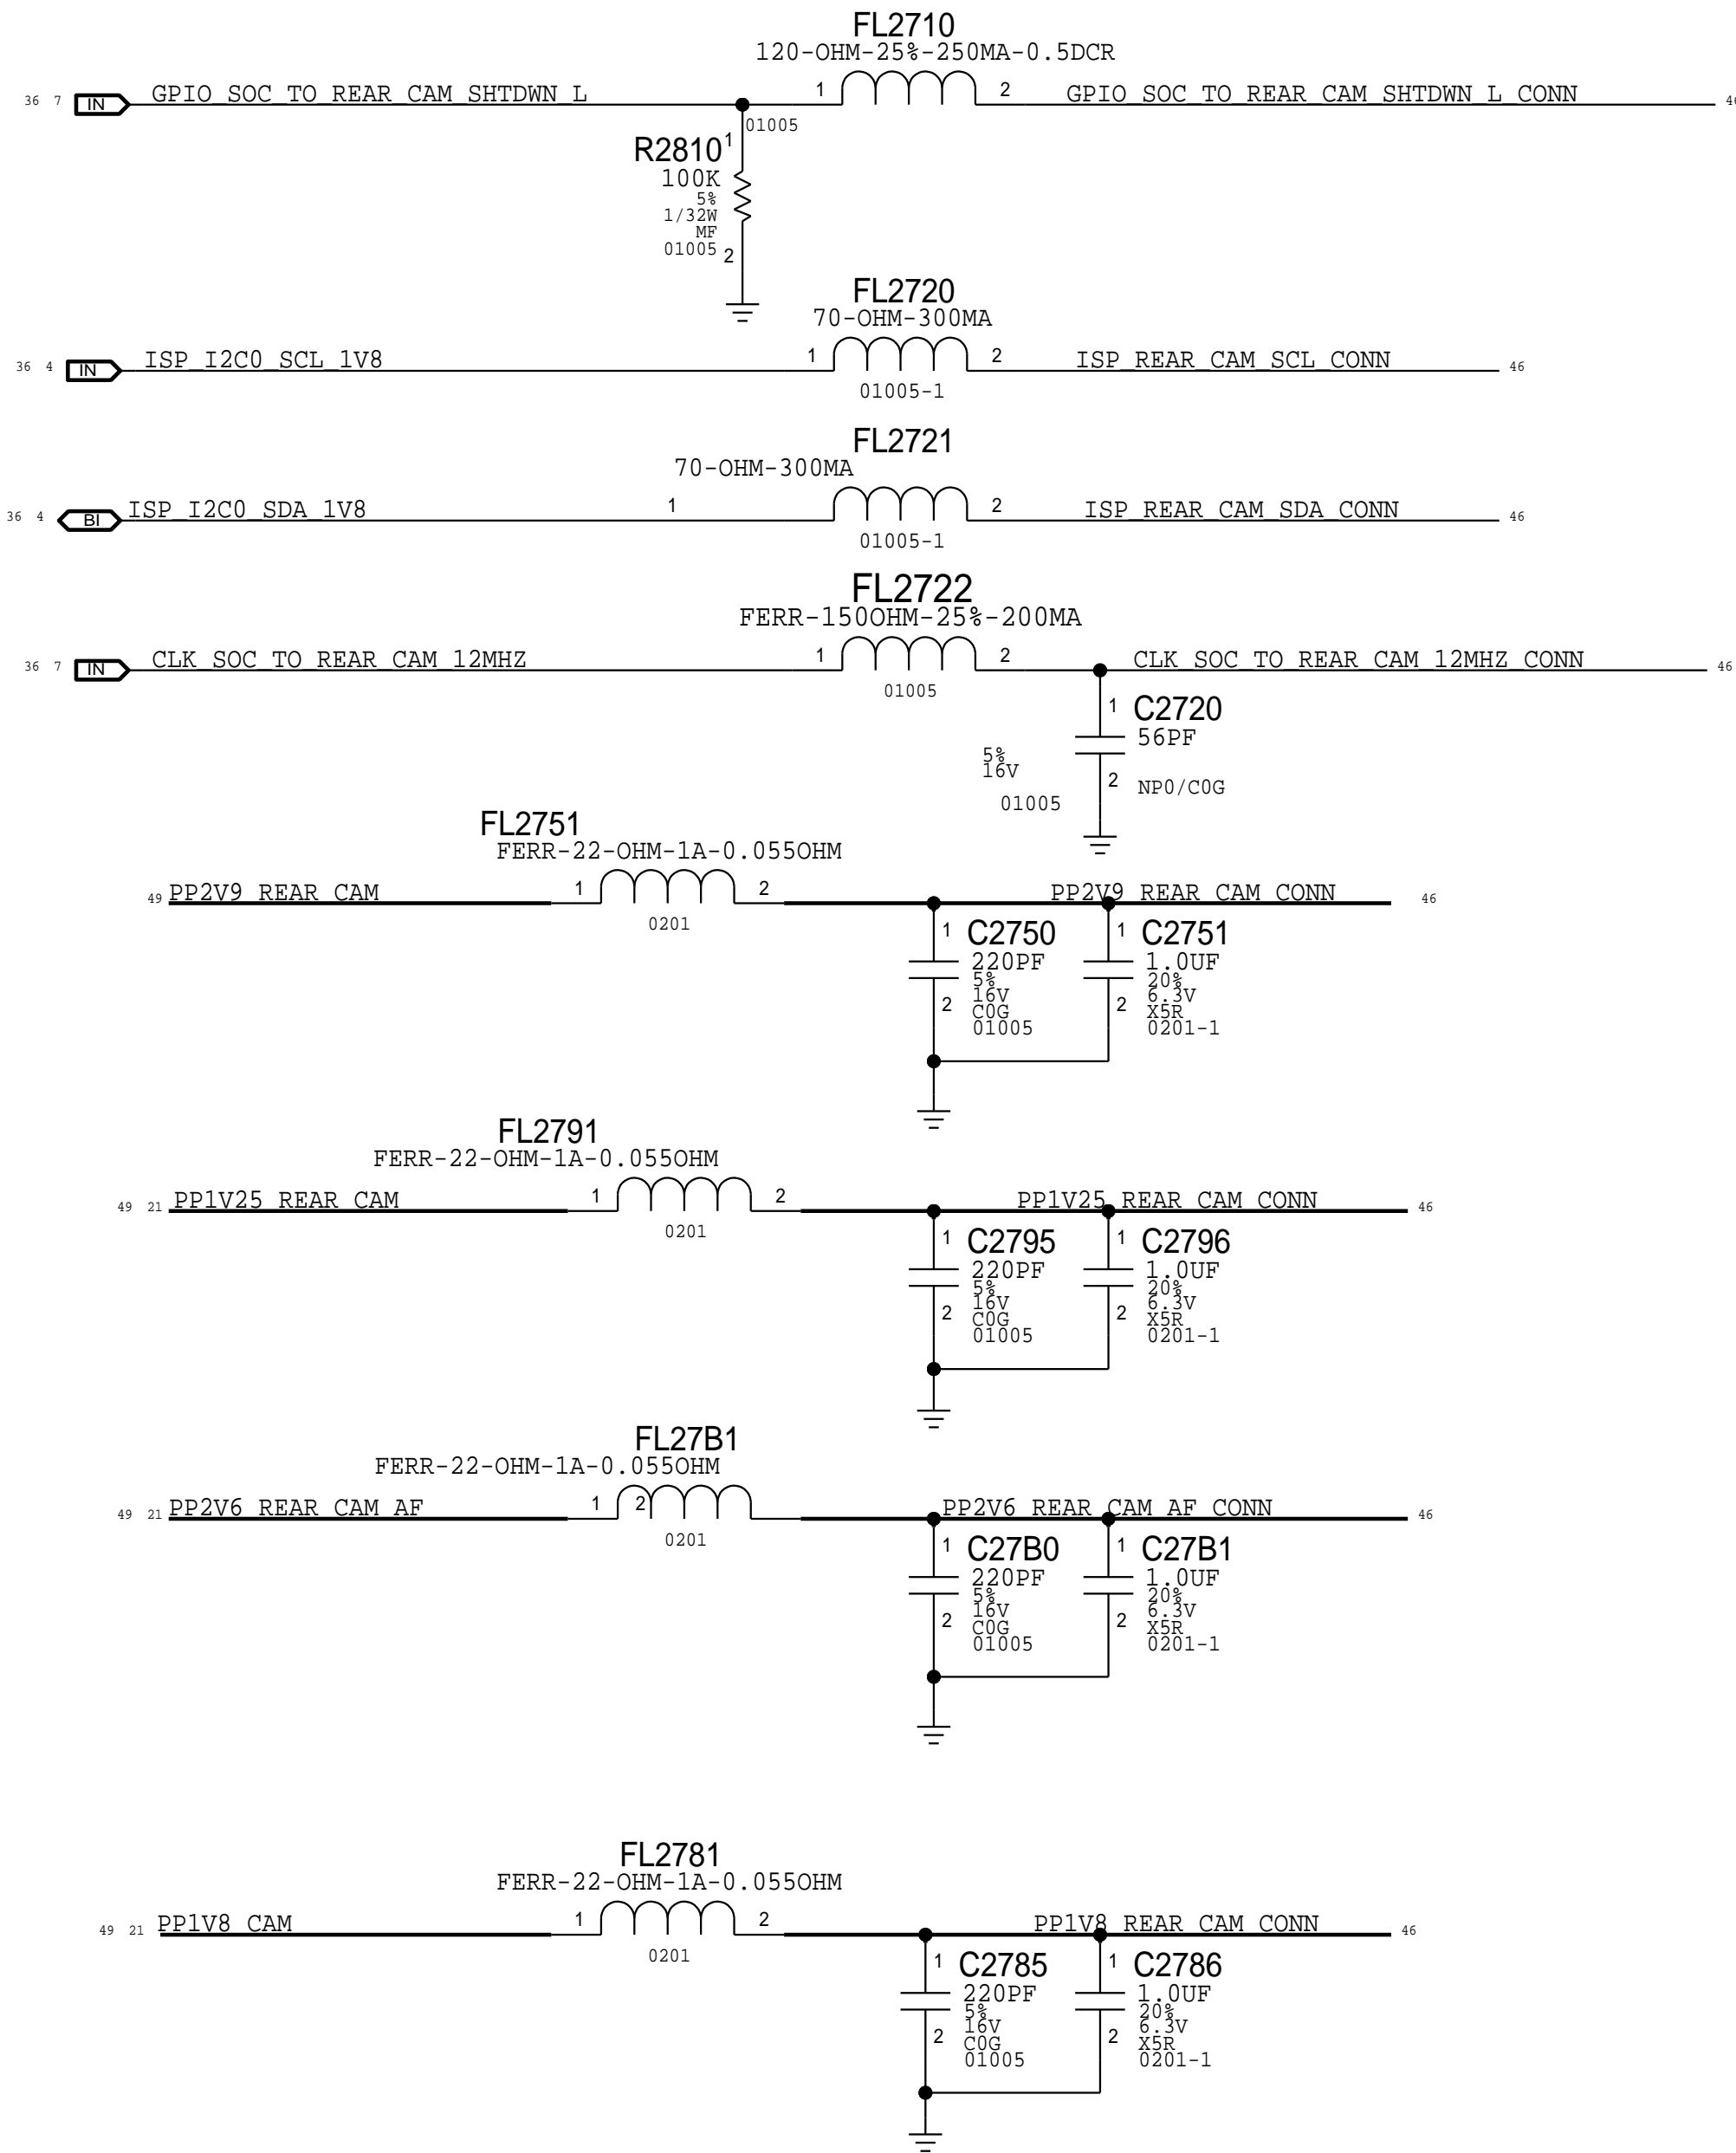 FL2710
120-OHM-25%-250MA-0.5DCR
36 7 IN GPIO_SOC_TO_REAR_CAM_SHTDWN_L 1 2 GPIO_SOC_TO_REAR_CAM_SHTDWN_L_CONN 46
01005
R2810 1
100K
5%
1/32W
MF
01005 2
FL2720
70-OHM-300MA
36 4 IN ISP_I2C0_SCL_1V8 1 2 ISP_REAR_CAM_SCL_CONN 46
01005-1
FL2721
70-OHM-300MA
36 4 BI ISP_I2C0_SDA_1V8 1 2 ISP_REAR_CAM_SDA_CONN 46
01005-1
FL2722
FERR-150OHM-25%-200MA
36 7 IN CLK_SOC_TO_REAR_CAM_12MHZ 1 2 CLK_SOC_TO_REAR_CAM_12MHZ_CONN 46
01005
1 C2720
56PF
5%
16V
2 NP0/C0G
01005
FL2751
FERR-22-OHM-1A-0.055OHM
49 PP2V9_REAR_CAM 1 2 PP2V9_REAR_CAM_CONN 46
0201
1 C2750 1 C2751
220PF 1.0UF
5% 20%
16V 6.3V
2 C0G 2 X5R
01005 0201-1
FL2791
FERR-22-OHM-1A-0.055OHM
49 21 PP1V25_REAR_CAM 1 2 PP1V25_REAR_CAM_CONN 46
0201
1 C2795 1 C2796
220PF 1.0UF
5% 20%
16V 6.3V
2 C0G 2 X5R
01005 0201-1
FL27B1
FERR-22-OHM-1A-0.055OHM
49 21 PP2V6_REAR_CAM_AF 1 2 PP2V6_REAR_CAM_AF_CONN 46
0201
1 C27B0 1 C27B1
220PF 1.0UF
5% 20%
16V 6.3V
2 C0G 2 X5R
01005 0201-1
FL2781
FERR-22-OHM-1A-0.055OHM
49 21 PP1V8_CAM 1 2 PP1V8_REAR_CAM_CONN 46
0201
1 C2785 1 C2786
220PF 1.0UF
5% 20%
16V 6.3V
2 C0G 2 X5R
01005 0201-1